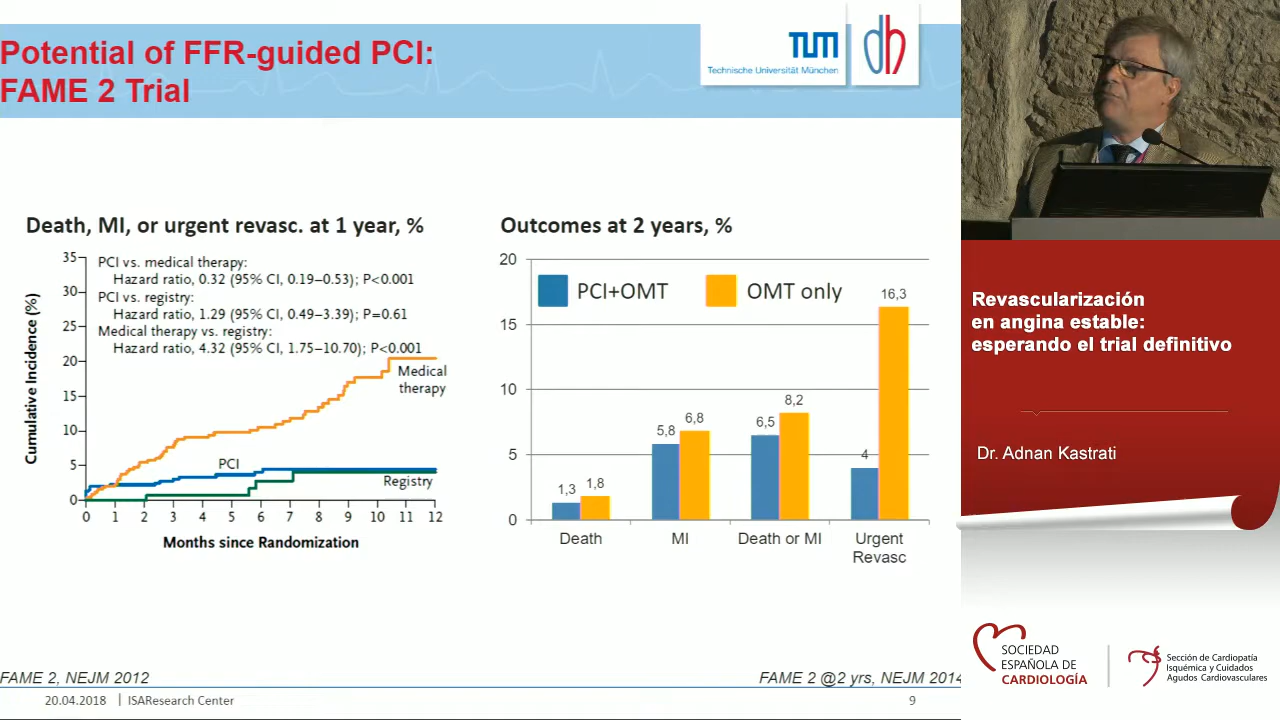 Potential of FFR-guided PCI:
FAME 2 Trial
TUM
Technische Universität München
dh
Death, MI, or urgent revasc. at 1 year, %
Cumulative Incidence (%)
35
30
25
20
15
10
5
0
PCI vs. medical therapy:
Hazard ratio, 0.32 (95% CI, 0.19–0.53); P<0.001
PCI vs. registry:
Hazard ratio, 1.29 (95% CI, 0.49–3.39); P=0.61
Medical therapy vs. registry:
Hazard ratio, 4.32 (95% CI, 1.75–10.70); P<0.001
Medical
therapy
PCI
Registry
0 1 2 3 4 5 6 7 8 9 10 11 12
Months since Randomization
Outcomes at 2 years, %
20
15
10
5
0
PCI+OMT OMT only
1,3 1,8
5,8 6,8
6,5 8,2
4 16,3
Death MI Death or MI Urgent
Revasc
FAME 2, NEJM 2012
FAME 2 @2 yrs, NEJM 2014
20.04.2018 | ISAResearch Center
9
Revascularización
en angina estable:
esperando el trial definitivo
Dr. Adnan Kastrati
SOCIEDAD
ESPAÑOLA DE
CARDIOLOGÍA
Sección de Cardiopatía
Isquémica y Cuidados
Agudos Cardiovasculares